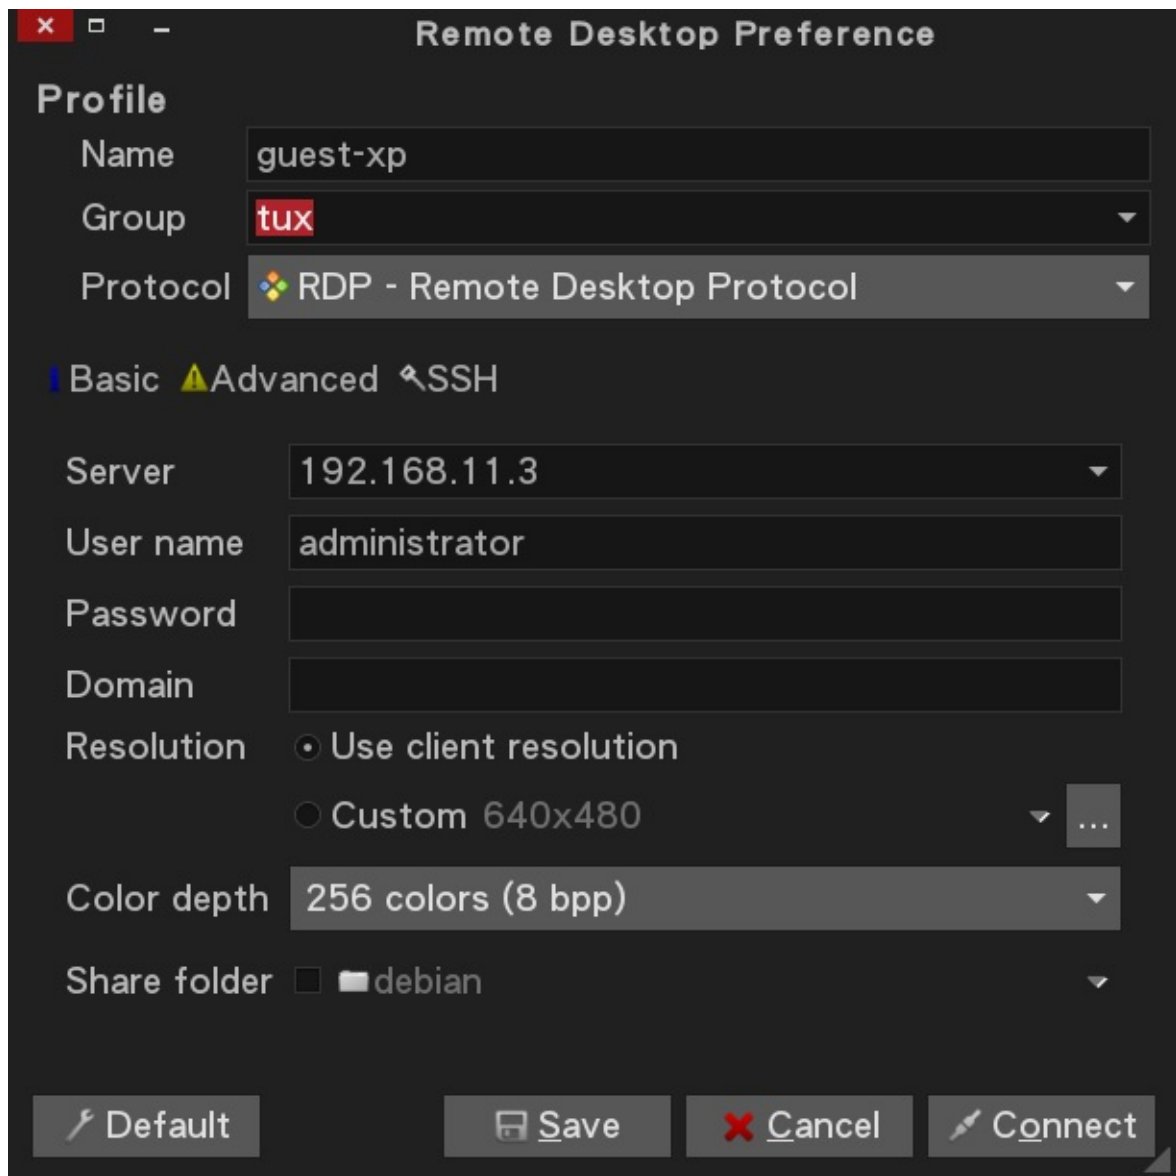 Remote Desktop Preference
Profile
Name guest-xp
Group tux
Protocol RDP - Remote Desktop Protocol
Basic Advanced SSH
Server 192.168.11.3
User name administrator
Password
Domain
Resolution Use client resolution
Custom 640x480 ...
Color depth 256 colors (8 bpp)
Share folder debian
Default Save Cancel Connect